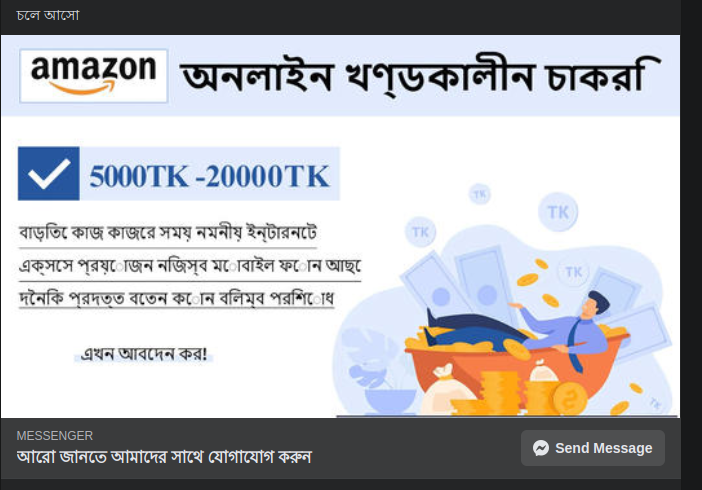 চলে আসো
amazon
অনলাইন খণ্ডকালীন চাকরি
5000TK -20000TK
বাড়তিে কাজ কাজরে সময় নমনীয় ইন্টারনটে
এক্সসে প্রয়োজন নজিস্ব মোবাইল ফোন আছে
দনৈকি প্রদত্ত বতেন কোন বলিম্ব পরশিোধ
এখন আবদেন কর!
TK
TK
TK
TK
TK
MESSENGER
আরো জানতে আমাদের সাথে যোগাযোগ করুন
Send Message